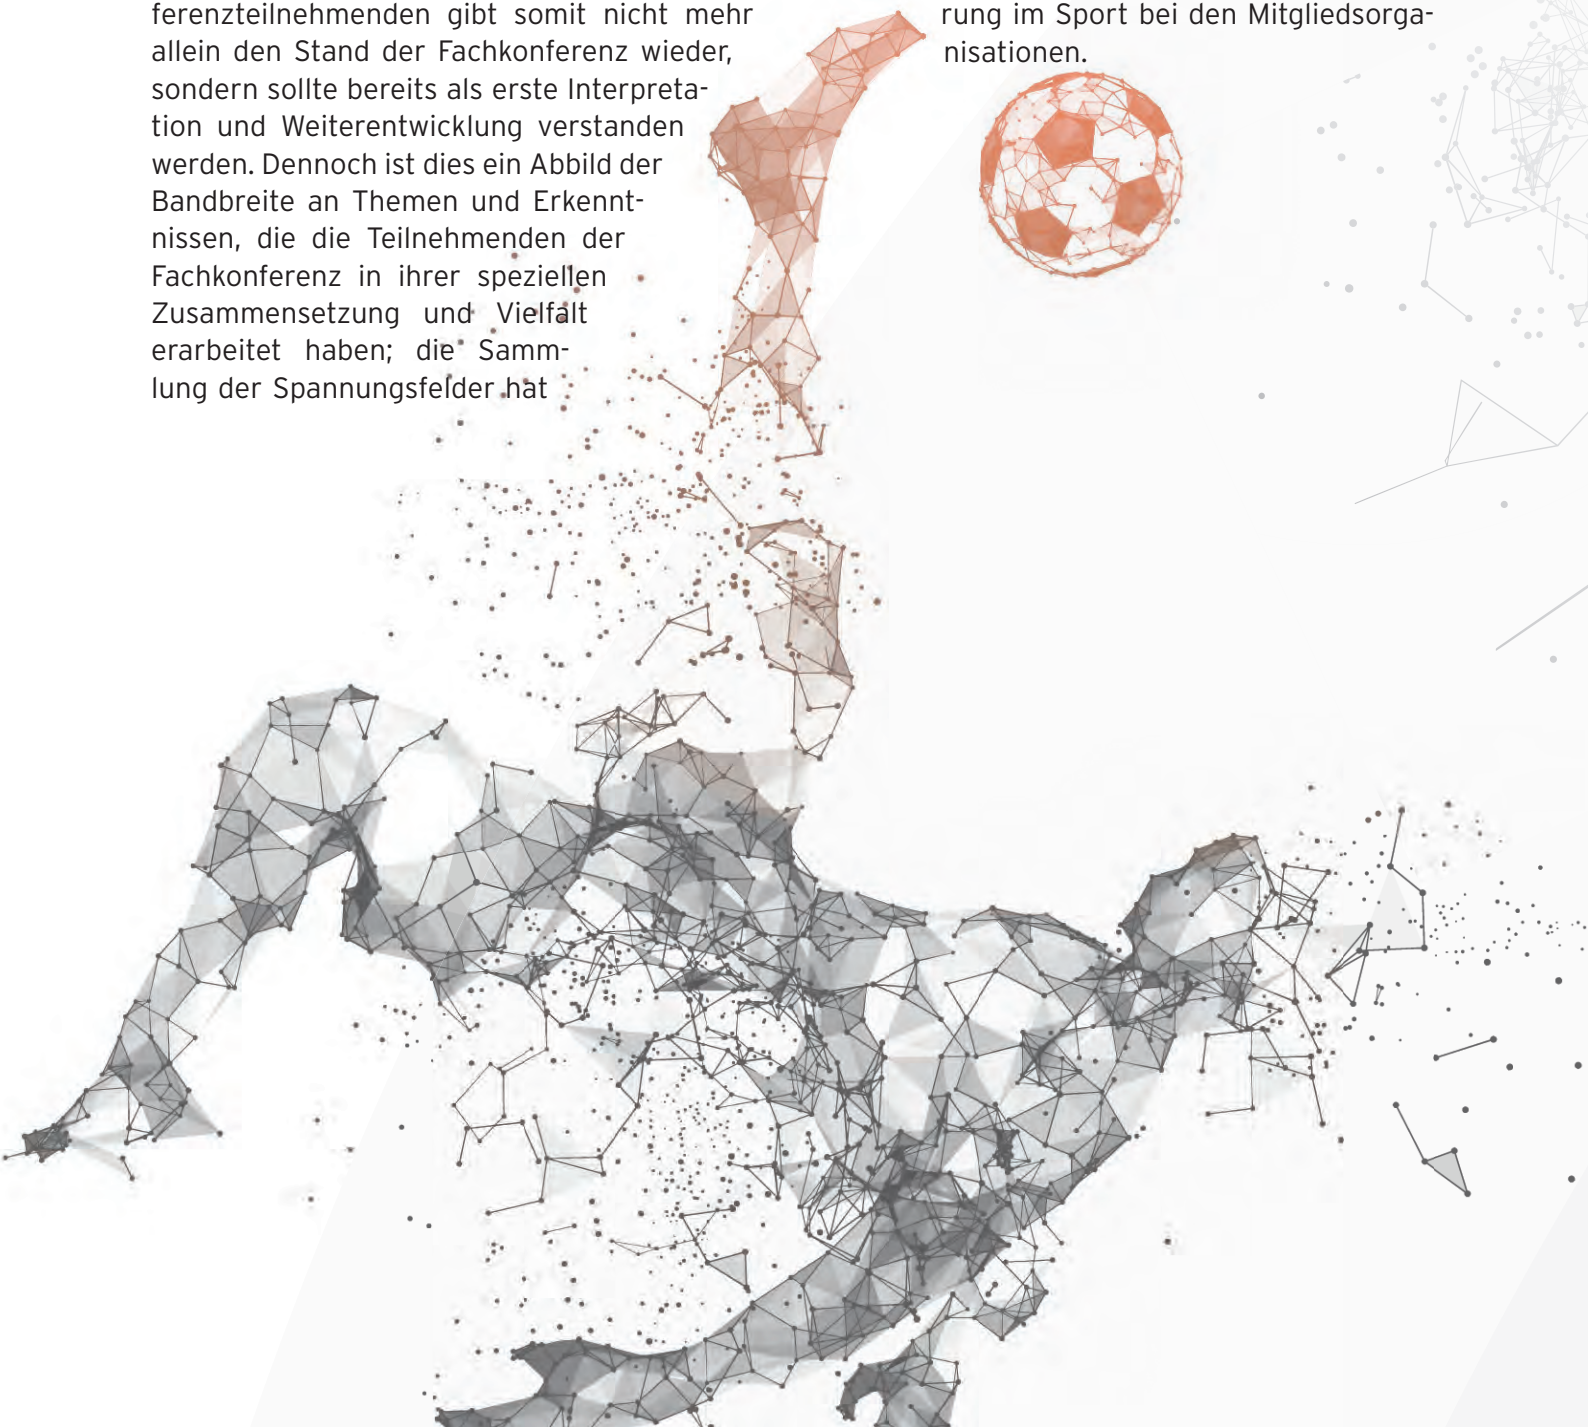 ferenzteilnehmenden gibt somit nicht mehr
allein den Stand der Fachkonferenz wieder,
sondern sollte bereits als erste Interpreta-
tion und Weiterentwicklung verstanden
werden. Dennoch ist dies ein Abbild der
Bandbreite an Themen und Erkennt-
nissen, die die Teilnehmenden der
Fachkonferenz in ihrer speziellen
Zusammensetzung und Vielfalt
erarbeitet haben; die Samm-
lung der Spannungsfelder hat
rung im Sport bei den Mitgliedsorga-
nisationen.